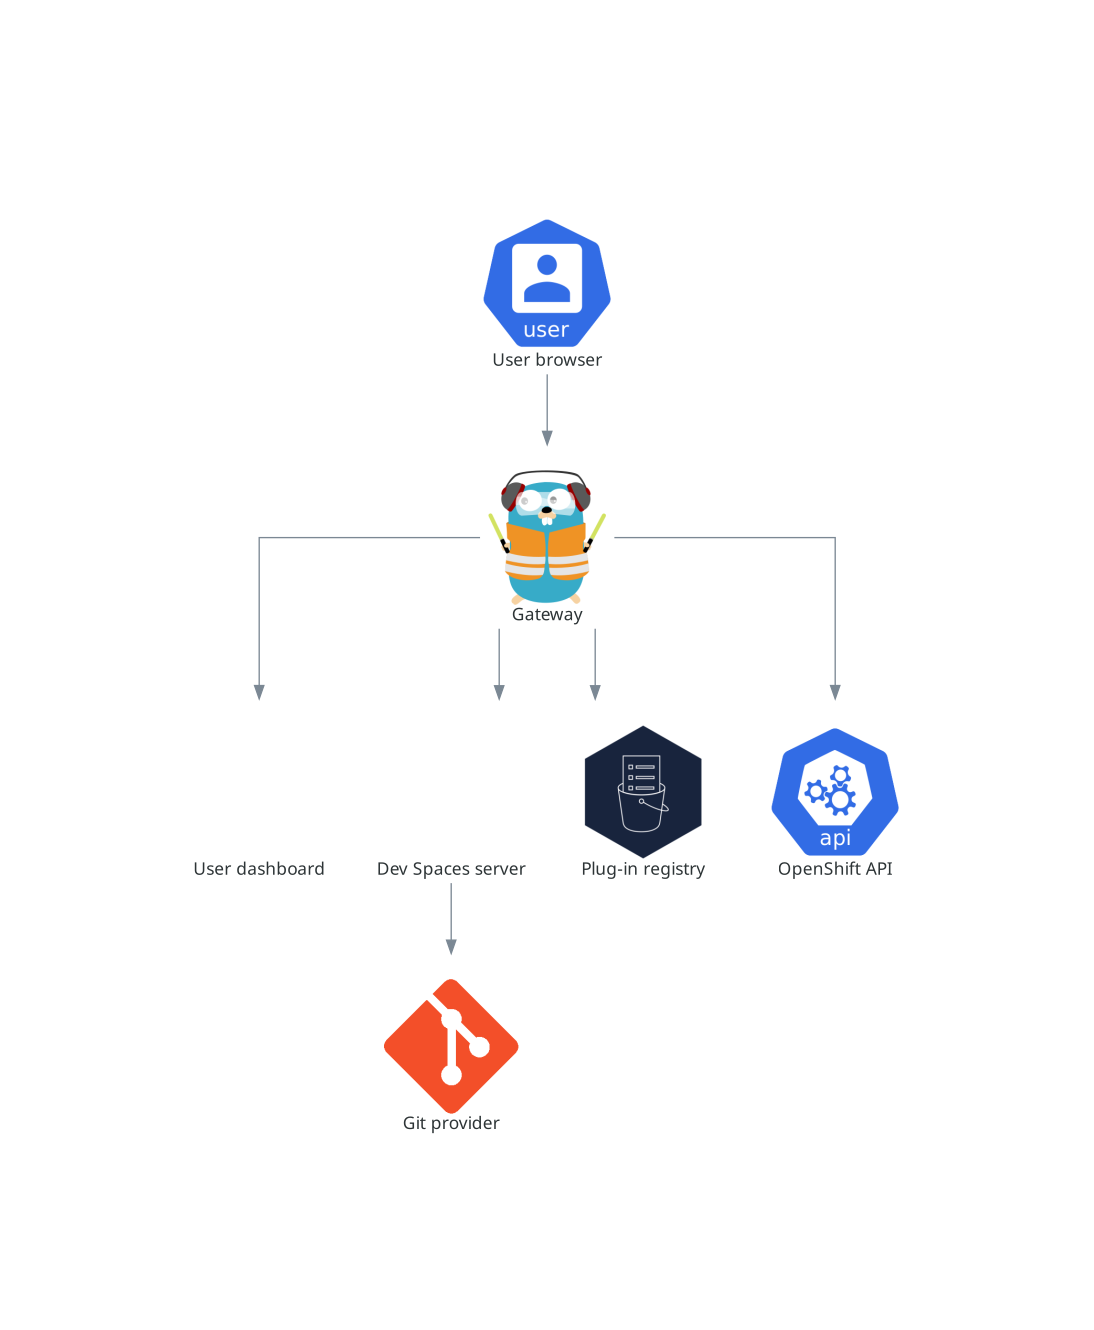 user
User browser
Gateway
User dashboard
Dev Spaces server
Plug-in registry
api
OpenShift API
Git provider